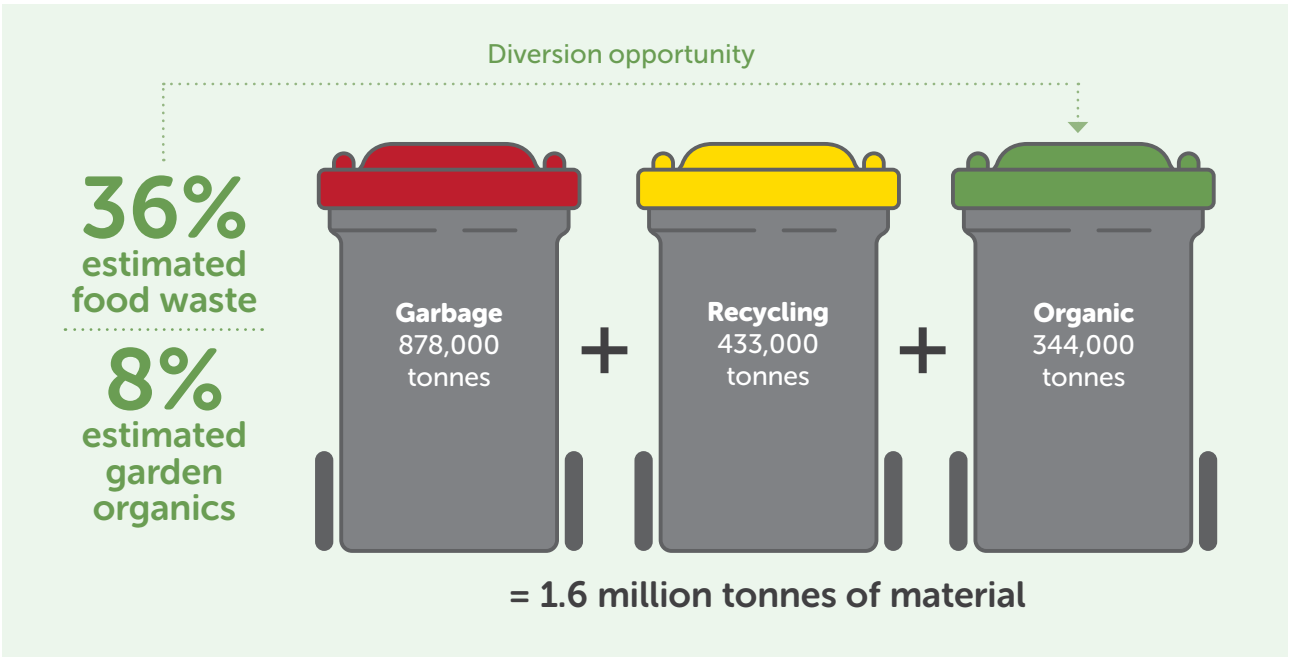 Diversion opportunity
36%
estimated
food waste
8%
estimated
garden
organics
Garbage
878,000
tonnes
+
Recycling
433,000
tonnes
+
Organic
344,000
tonnes
= 1.6 million tonnes of material